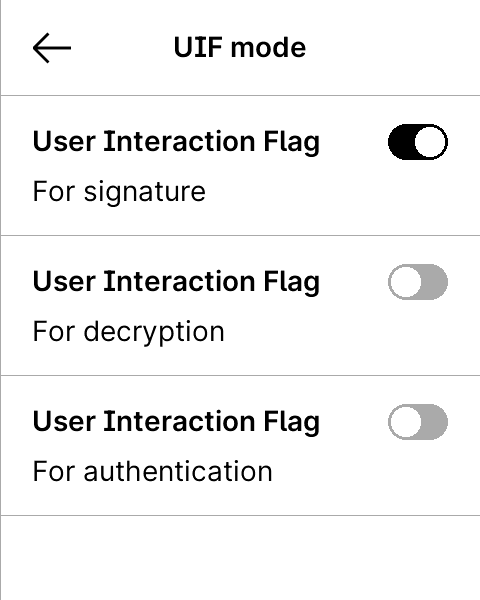 UIF mode
User Interaction Flag
For signature
User Interaction Flag
For decryption
User Interaction Flag
For authentication